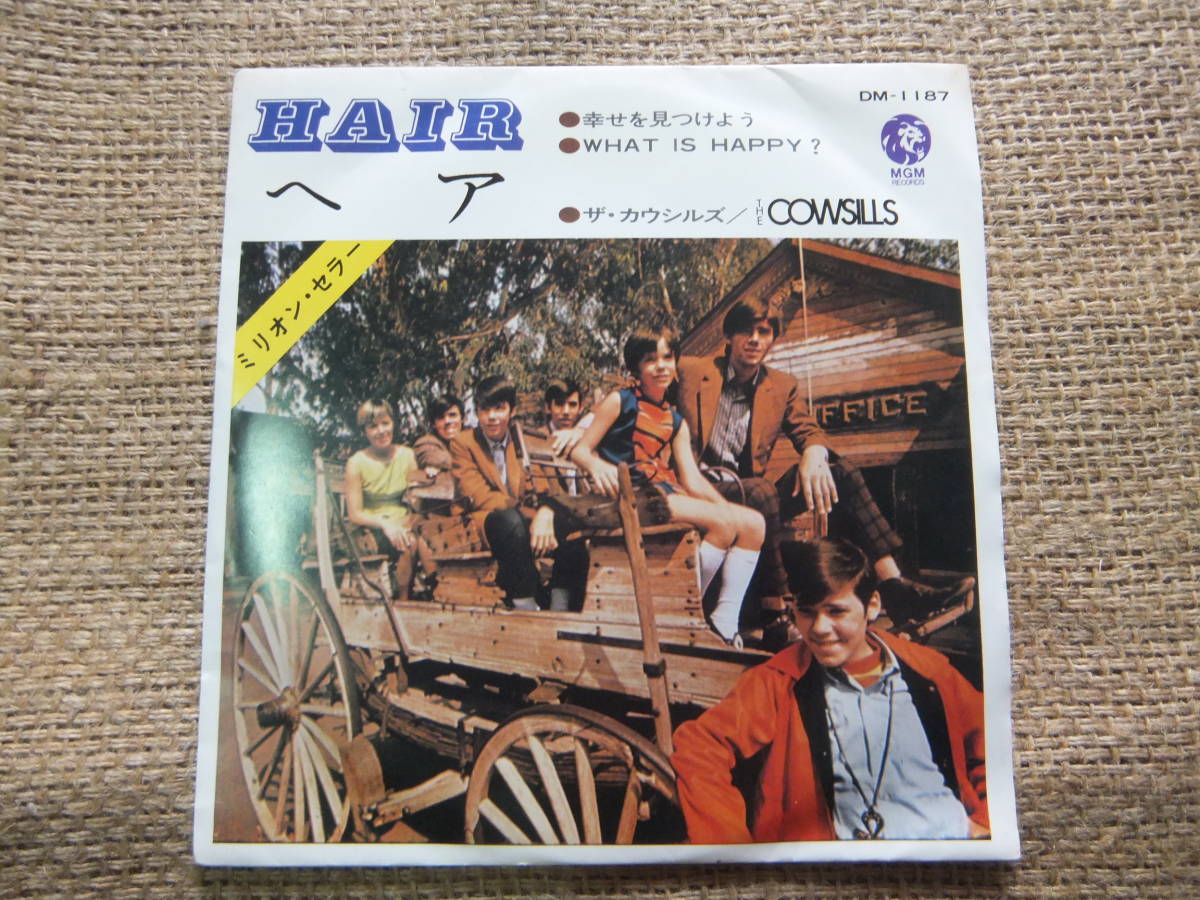 HAIR
ヘア
●幸せを見つけよう
●WHAT IS HAPPY?
●ザ・カウシルズ/THE COWSILLS
DM-1187
MGM
RECORDS
ミリオン・セラー
OFFICE